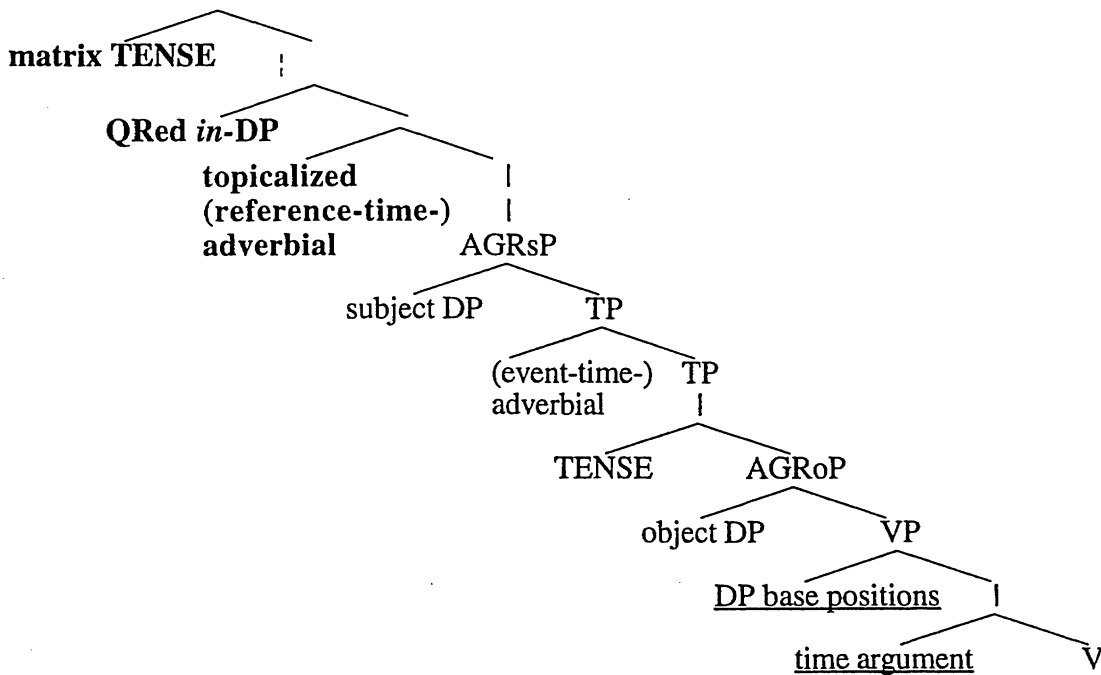 matrix TENSE
QRed in-DP
topicalized
(reference-time-)
adverbial
AGRsP
subject DP
TP
(event-time-)
adverbial
TP
TENSE
AGRoP
object DP
VP
DP base positions
time argument
V